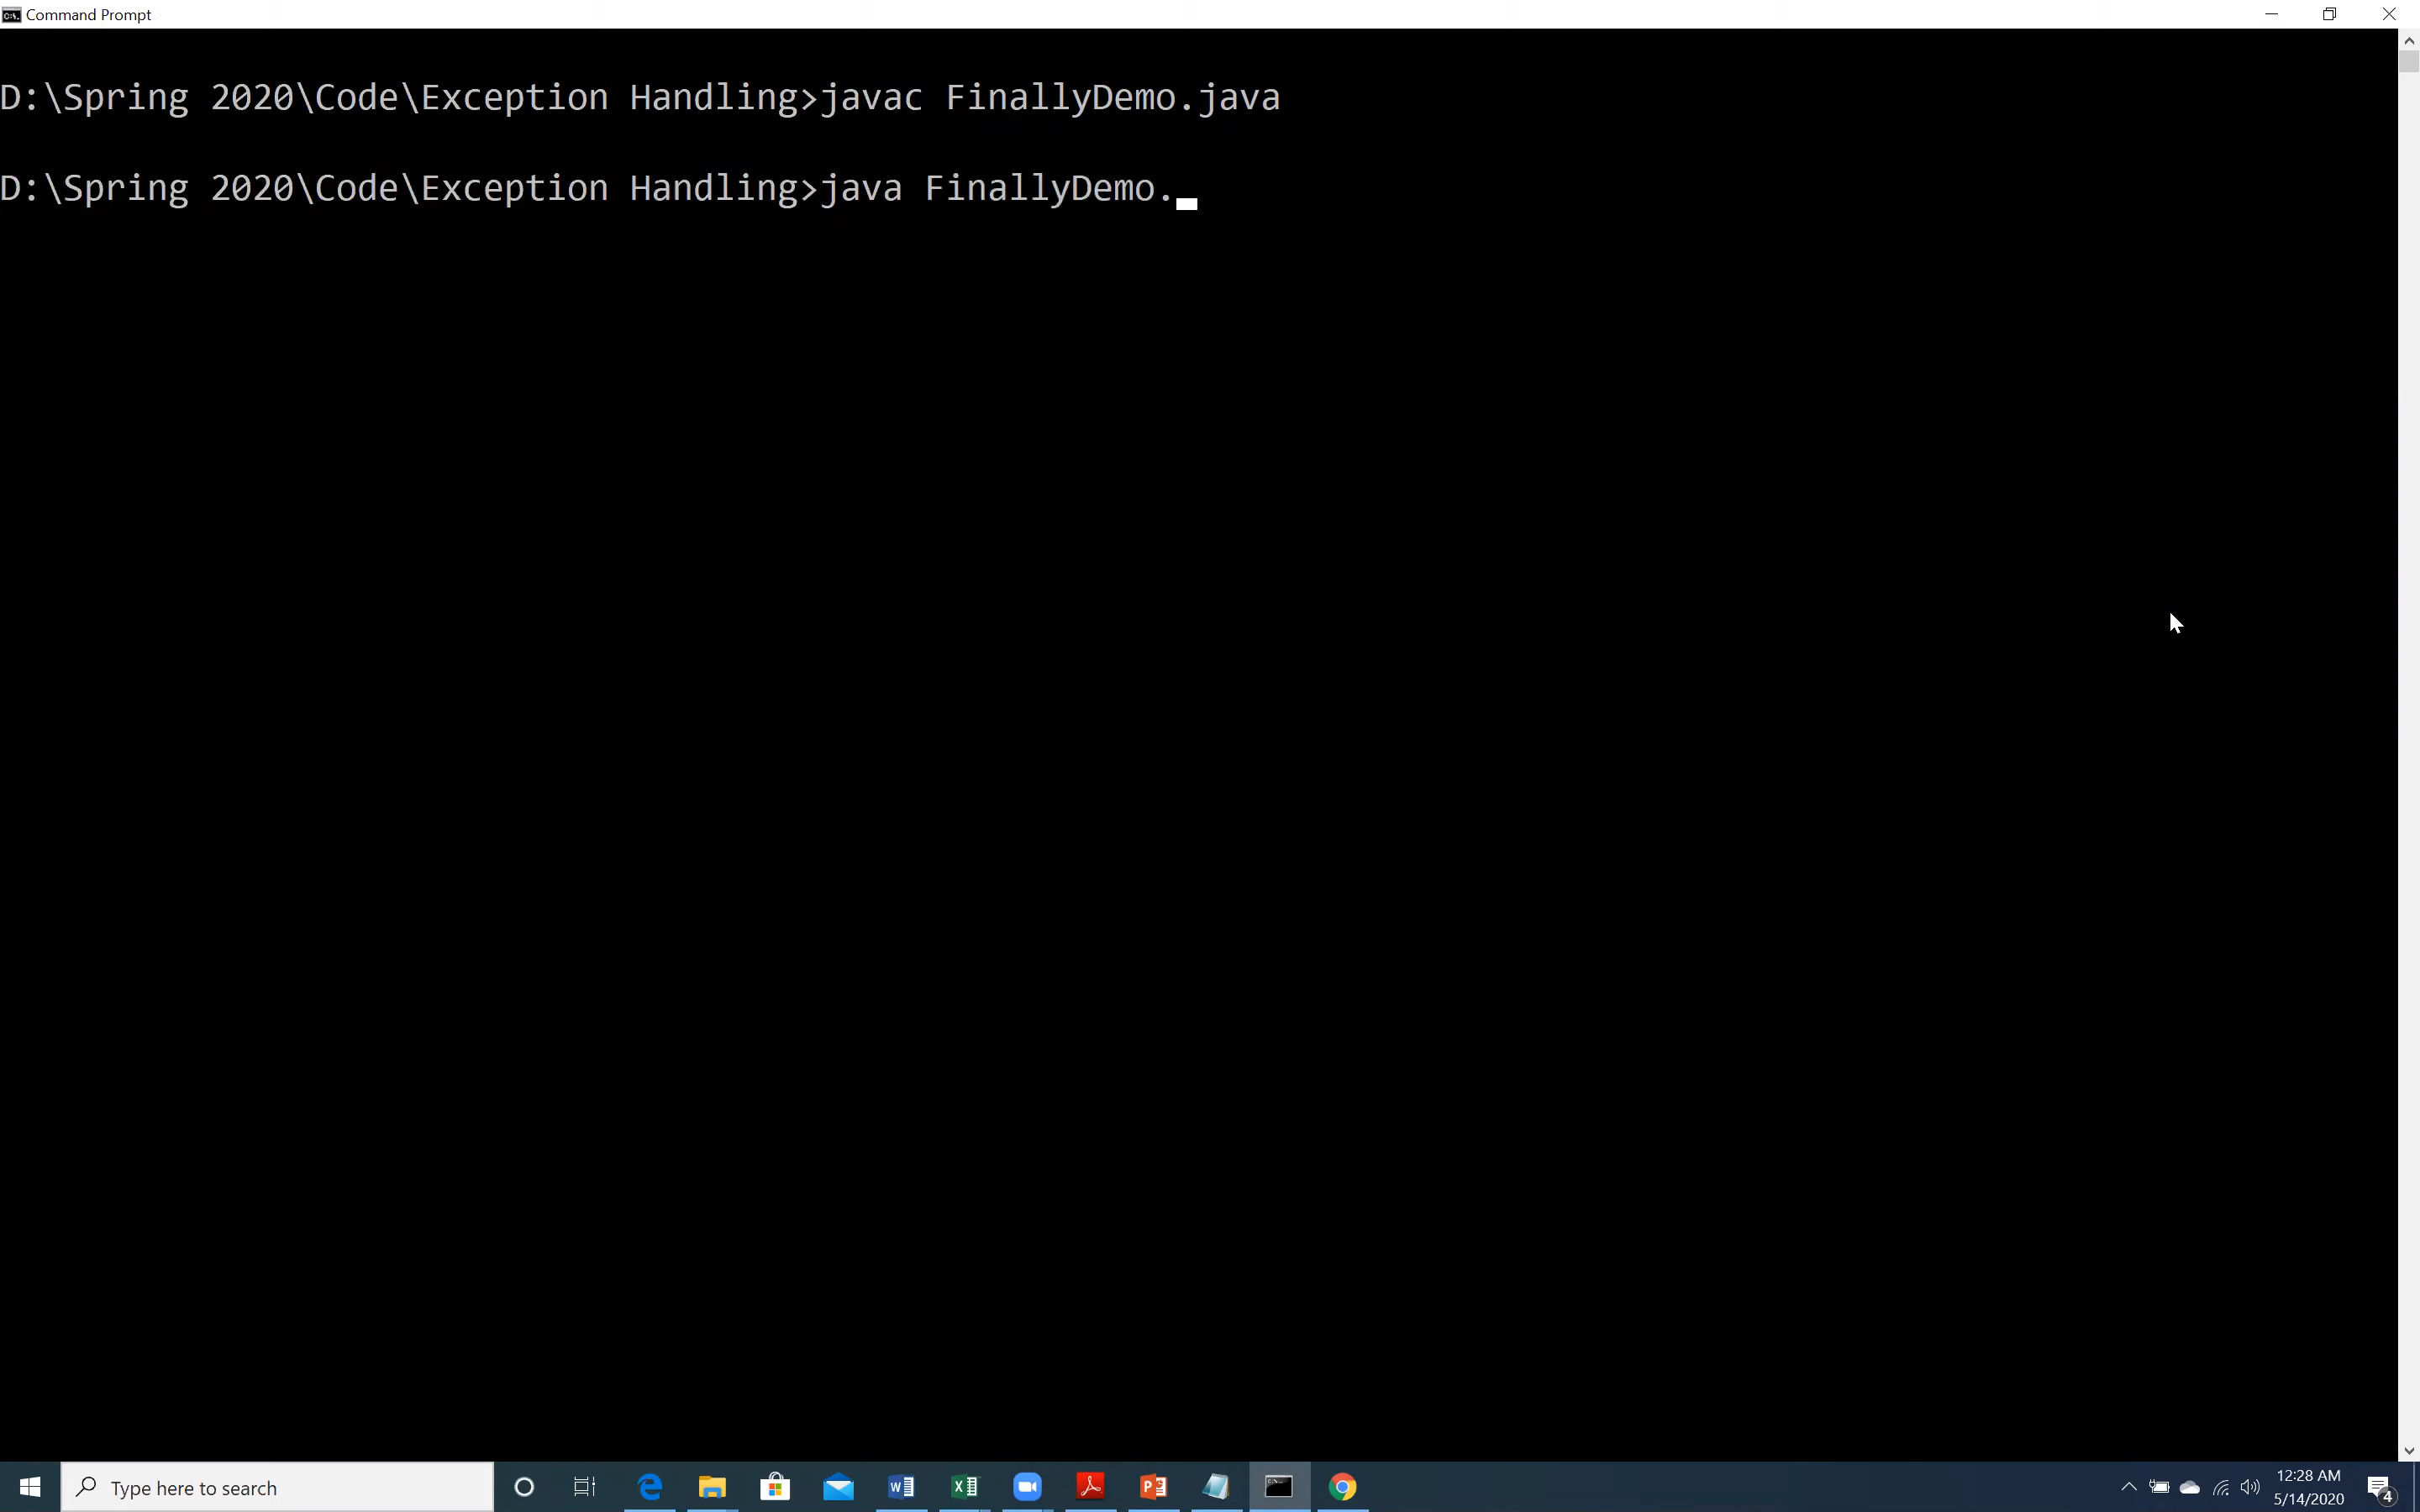 Command Prompt
D:\Spring 2020\Code\Exception Handling>javac FinallyDemo.java
D:\Spring 2020\Code\Exception Handling>java FinallyDemo.
Type here to search
12:28 AM
5/14/2020
4